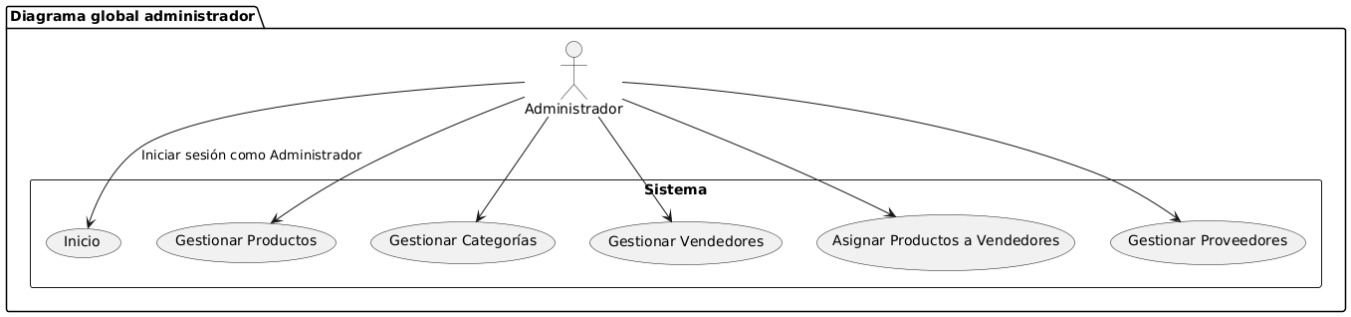 Diagrama global administrador
Administrador
Iniciar sesión como Administrador
Sistema
Inicio
Gestionar Productos
Gestionar Categorías
Gestionar Vendedores
Asignar Productos a Vendedores
Gestionar Proveedores